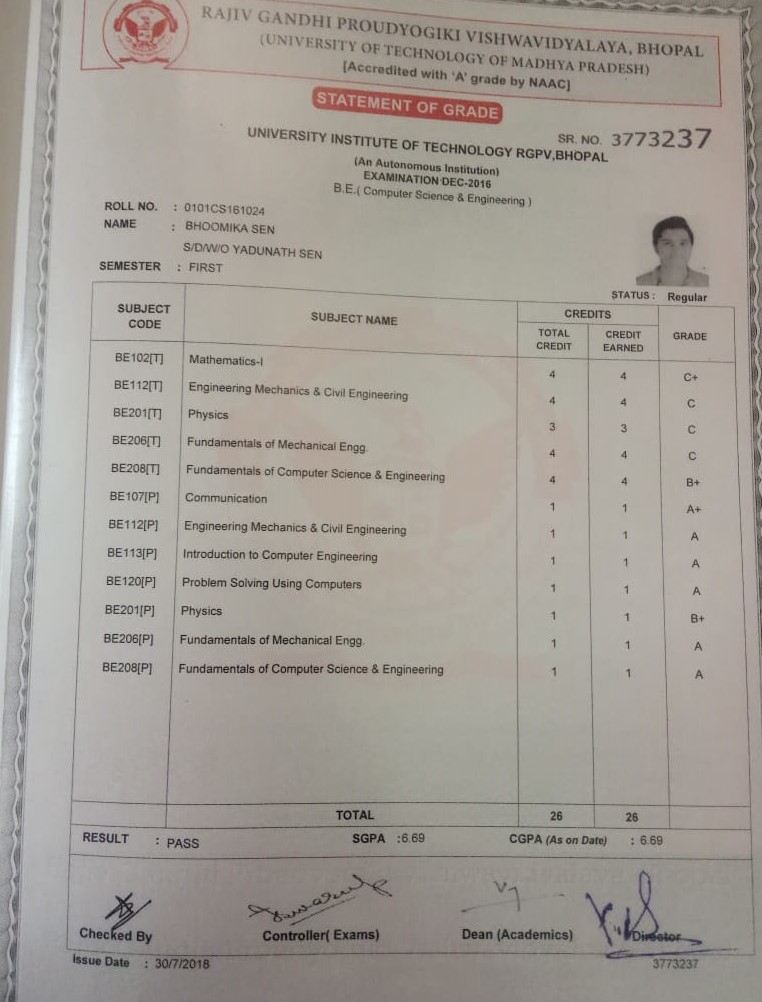 RAJIV GANDHI PROUDYOGIKI VISHWAVIDYALAYA, BHOPAL
(UNIVERSITY OF TECHNOLOGY OF MADHYA PRADESH)
[Accredited with 'A' grade by NAAC]
STATEMENT OF GRADE
SR. NO. 3773237
UNIVERSITY INSTITUTE OF TECHNOLOGY RGPV,BHOPAL
(An Autonomous Institution)
EXAMINATION DEC-2016
B.E.( Computer Science & Engineering )
ROLL NO. : 0101CS161024
NAME : BHOOMIKA SEN
S/D/W/O YADUNATH SEN
SEMESTER : FIRST
STATUS : Regular
SUBJECT CODE SUBJECT NAME CREDITS GRADE
TOTAL CREDIT CREDIT EARNED
BE102[T] Mathematics-I 4 4 C+
BE112[T] Engineering Mechanics & Civil Engineering 4 4 C
BE201[T] Physics 3 3 C
BE206[T] Fundamentals of Mechanical Engg. 4 4 C
BE208[T] Fundamentals of Computer Science & Engineering 4 4 B+
BE107[P] Communication 1 1 A+
BE112[P] Engineering Mechanics & Civil Engineering 1 1 A
BE113[P] Introduction to Computer Engineering 1 1 A
BE120[P] Problem Solving Using Computers 1 1 A
BE201[P] Physics 1 1 B+
BE206[P] Fundamentals of Mechanical Engg. 1 1 A
BE208[P] Fundamentals of Computer Science & Engineering 1 1 A
TOTAL 26 26
RESULT : PASS SGPA :6.69 CGPA (As on Date) : 6.69
Checked By Controller( Exams) Dean (Academics) Director
Issue Date : 30/7/2018 3773237